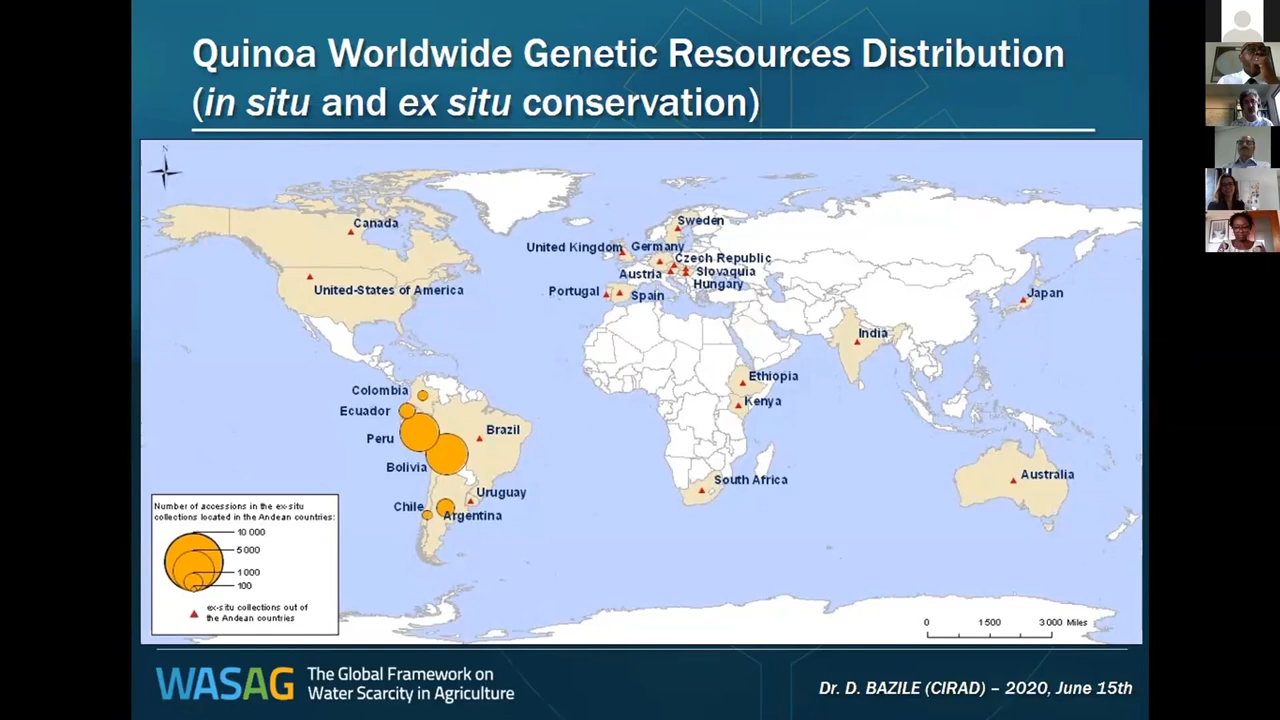 Quinoa Worldwide Genetic Resources Distribution
(in situ and ex situ conservation)
N
Canada
United-States of America
Sweden
United Kingdom
Germany
Czech Republic
Austria
Slovaquia
Hungary
Portugal
Spain
Japan
India
Ethiopia
Kenya
Colombia
Ecuador
Peru
Brazil
Bolivia
South Africa
Australia
Uruguay
Chile
Argentina
Number of accessions in the ex-situ
collections located in the Andean countries:
10 000
5 000
1 000
100
ex-situ collections out of
the Andean countries
0 1 500 3 000 Miles
WASAG
The Global Framework on
Water Scarcity in Agriculture
Dr. D. BAZILE (CIRAD) – 2020, June 15th